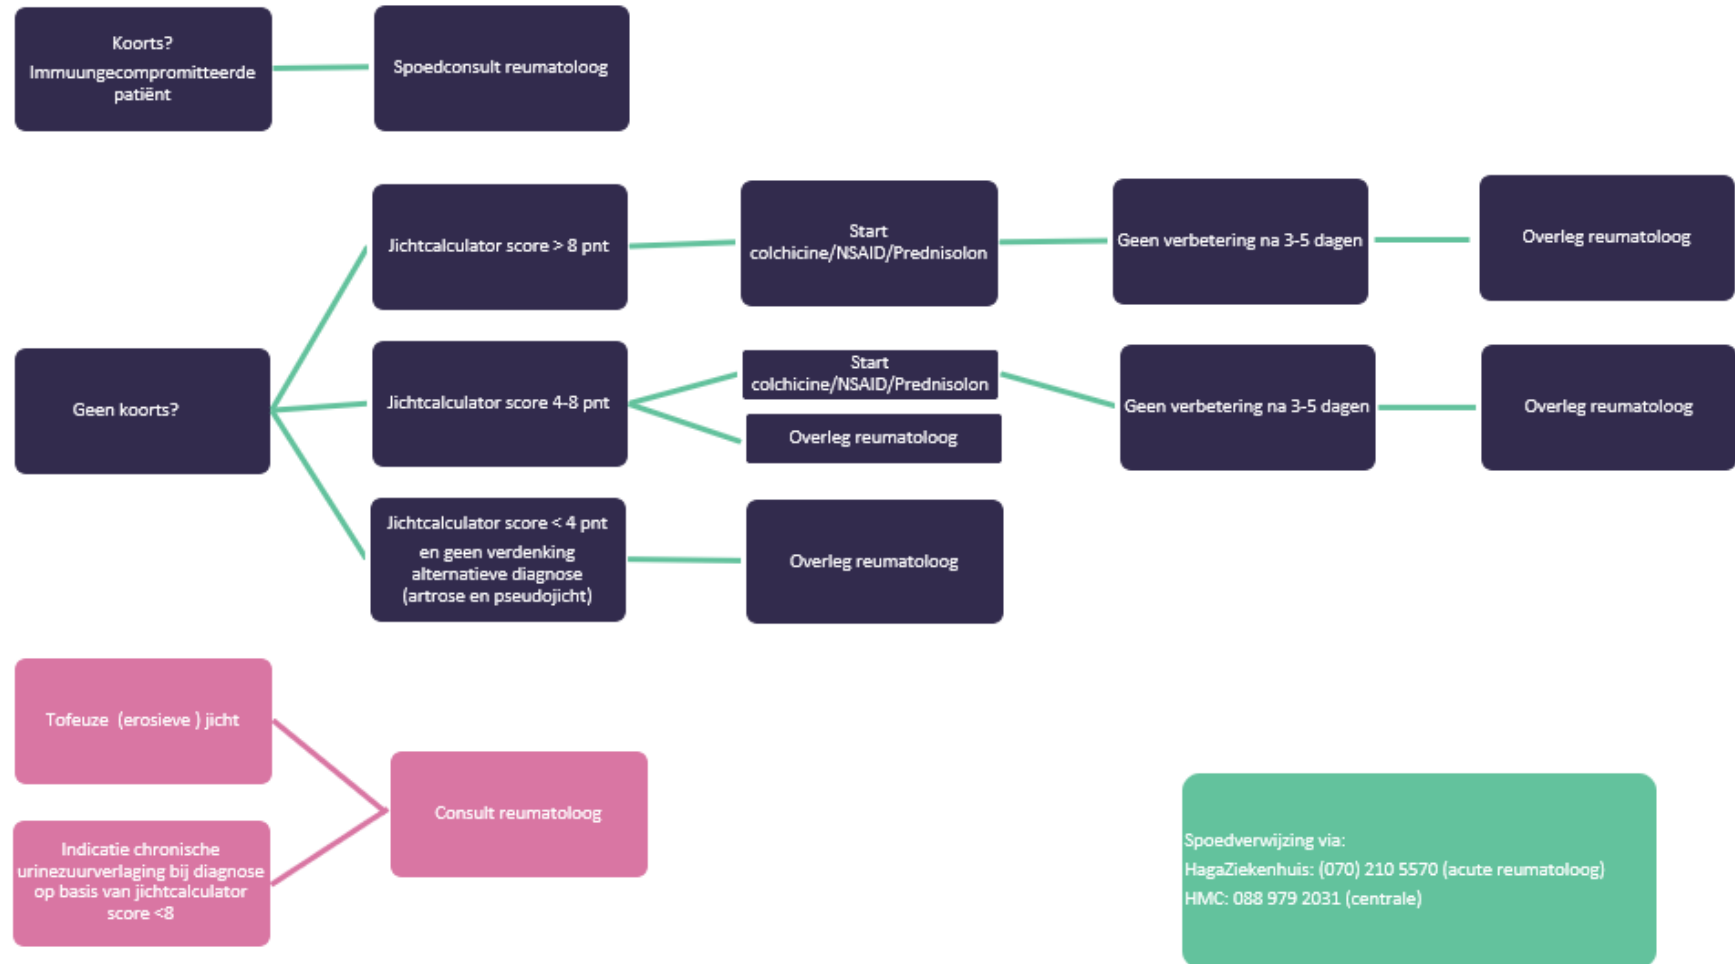 Koorts?
Immuungecompromitteerde
patiënt
Spoedconsult reumatoloog
Geen koorts?
Jichtcalculator score > 8 pnt
Start
colchicine/NSAID/Prednisolon
Geen verbetering na 3-5 dagen
Overleg reumatoloog
Jichtcalculator score 4-8 pnt
Start
colchicine/NSAID/Prednisolon
Geen verbetering na 3-5 dagen
Overleg reumatoloog
Overleg reumatoloog
Jichtcalculator score < 4 pnt
en geen verdenking
alternatieve diagnose
(artrose en pseudojicht)
Overleg reumatoloog
Tofeuze (erosieve ) jicht
Indicatie chronische
urinezuurverlaging bij diagnose
op basis van jichtcalculator
score <8
Consult reumatoloog
Spoedverwijzing via:
HagaZiekenhuis: (070) 210 5570 (acute reumatoloog)
HMC: 088 979 2031 (centrale)